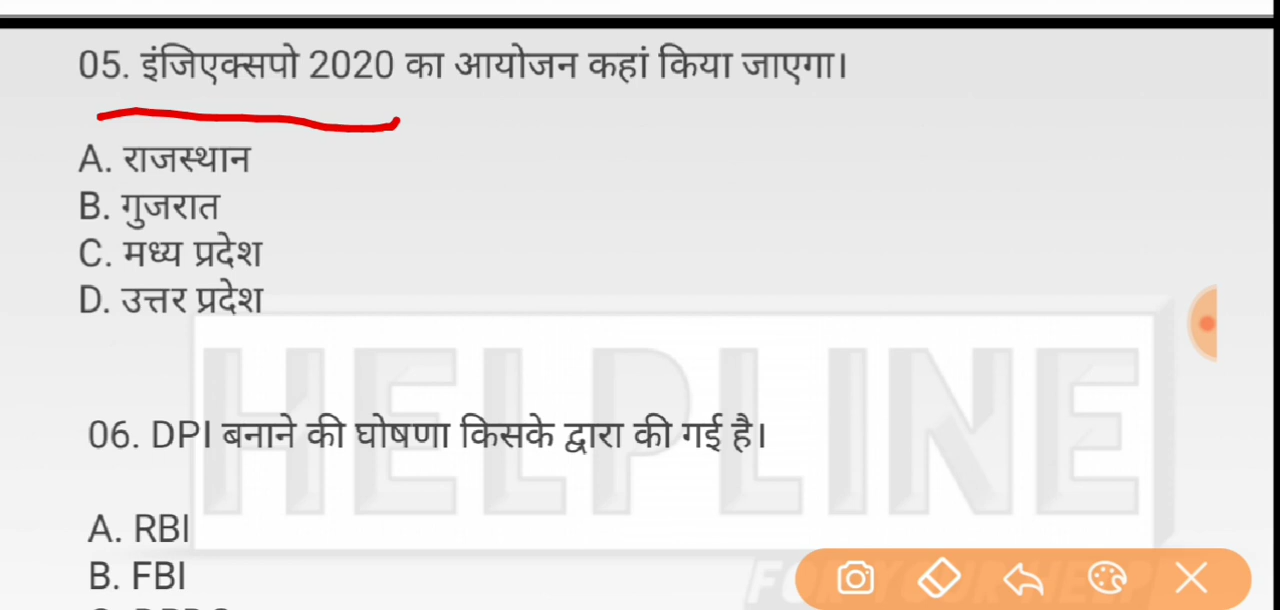 05. इंजिएक्सपो 2020 का आयोजन कहां किया जाएगा।
A. राजस्थान
B. गुजरात
C. मध्य प्रदेश
D. उत्तर प्रदेश
HELPLINE
06. DPI बनाने की घोषणा किसके द्वारा की गई है।
A. RBI
B. FBI